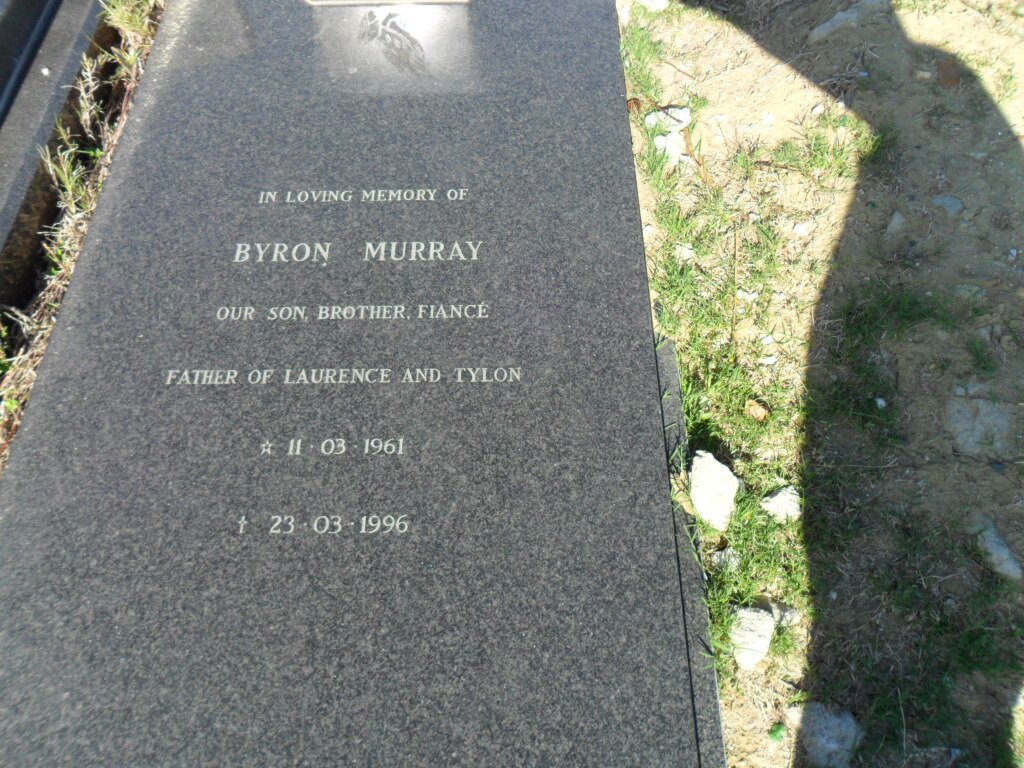 IN LOVING MEMORY OF
BYRON MURRAY
OUR SON, BROTHER, FIANCÉ
FATHER OF LAURENCE AND TYLON
☆ 11·03·1961
† 23·03·1996